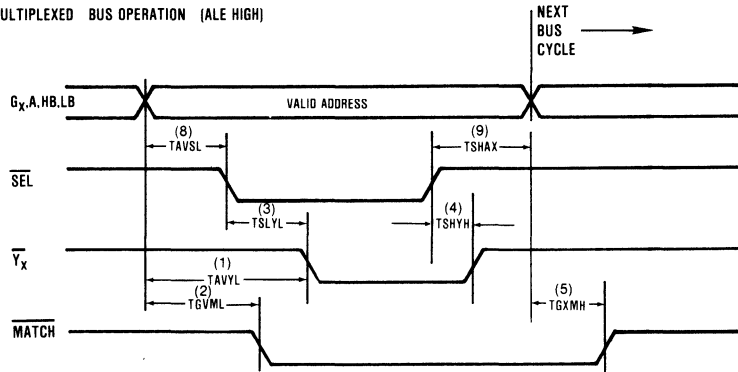 ULTIPLEXED BUS OPERATION (ALE HIGH)
NEXT
BUS
CYCLE
GX,A,HB,LB
VALID ADDRESS
(8)
TAVSL
(9)
TSHAX
SEL
(3)
TSLYL
(4)
TSHYH
YX
(1)
TAVYL
(2)
TGVML
(5)
TGXMH
MATCH